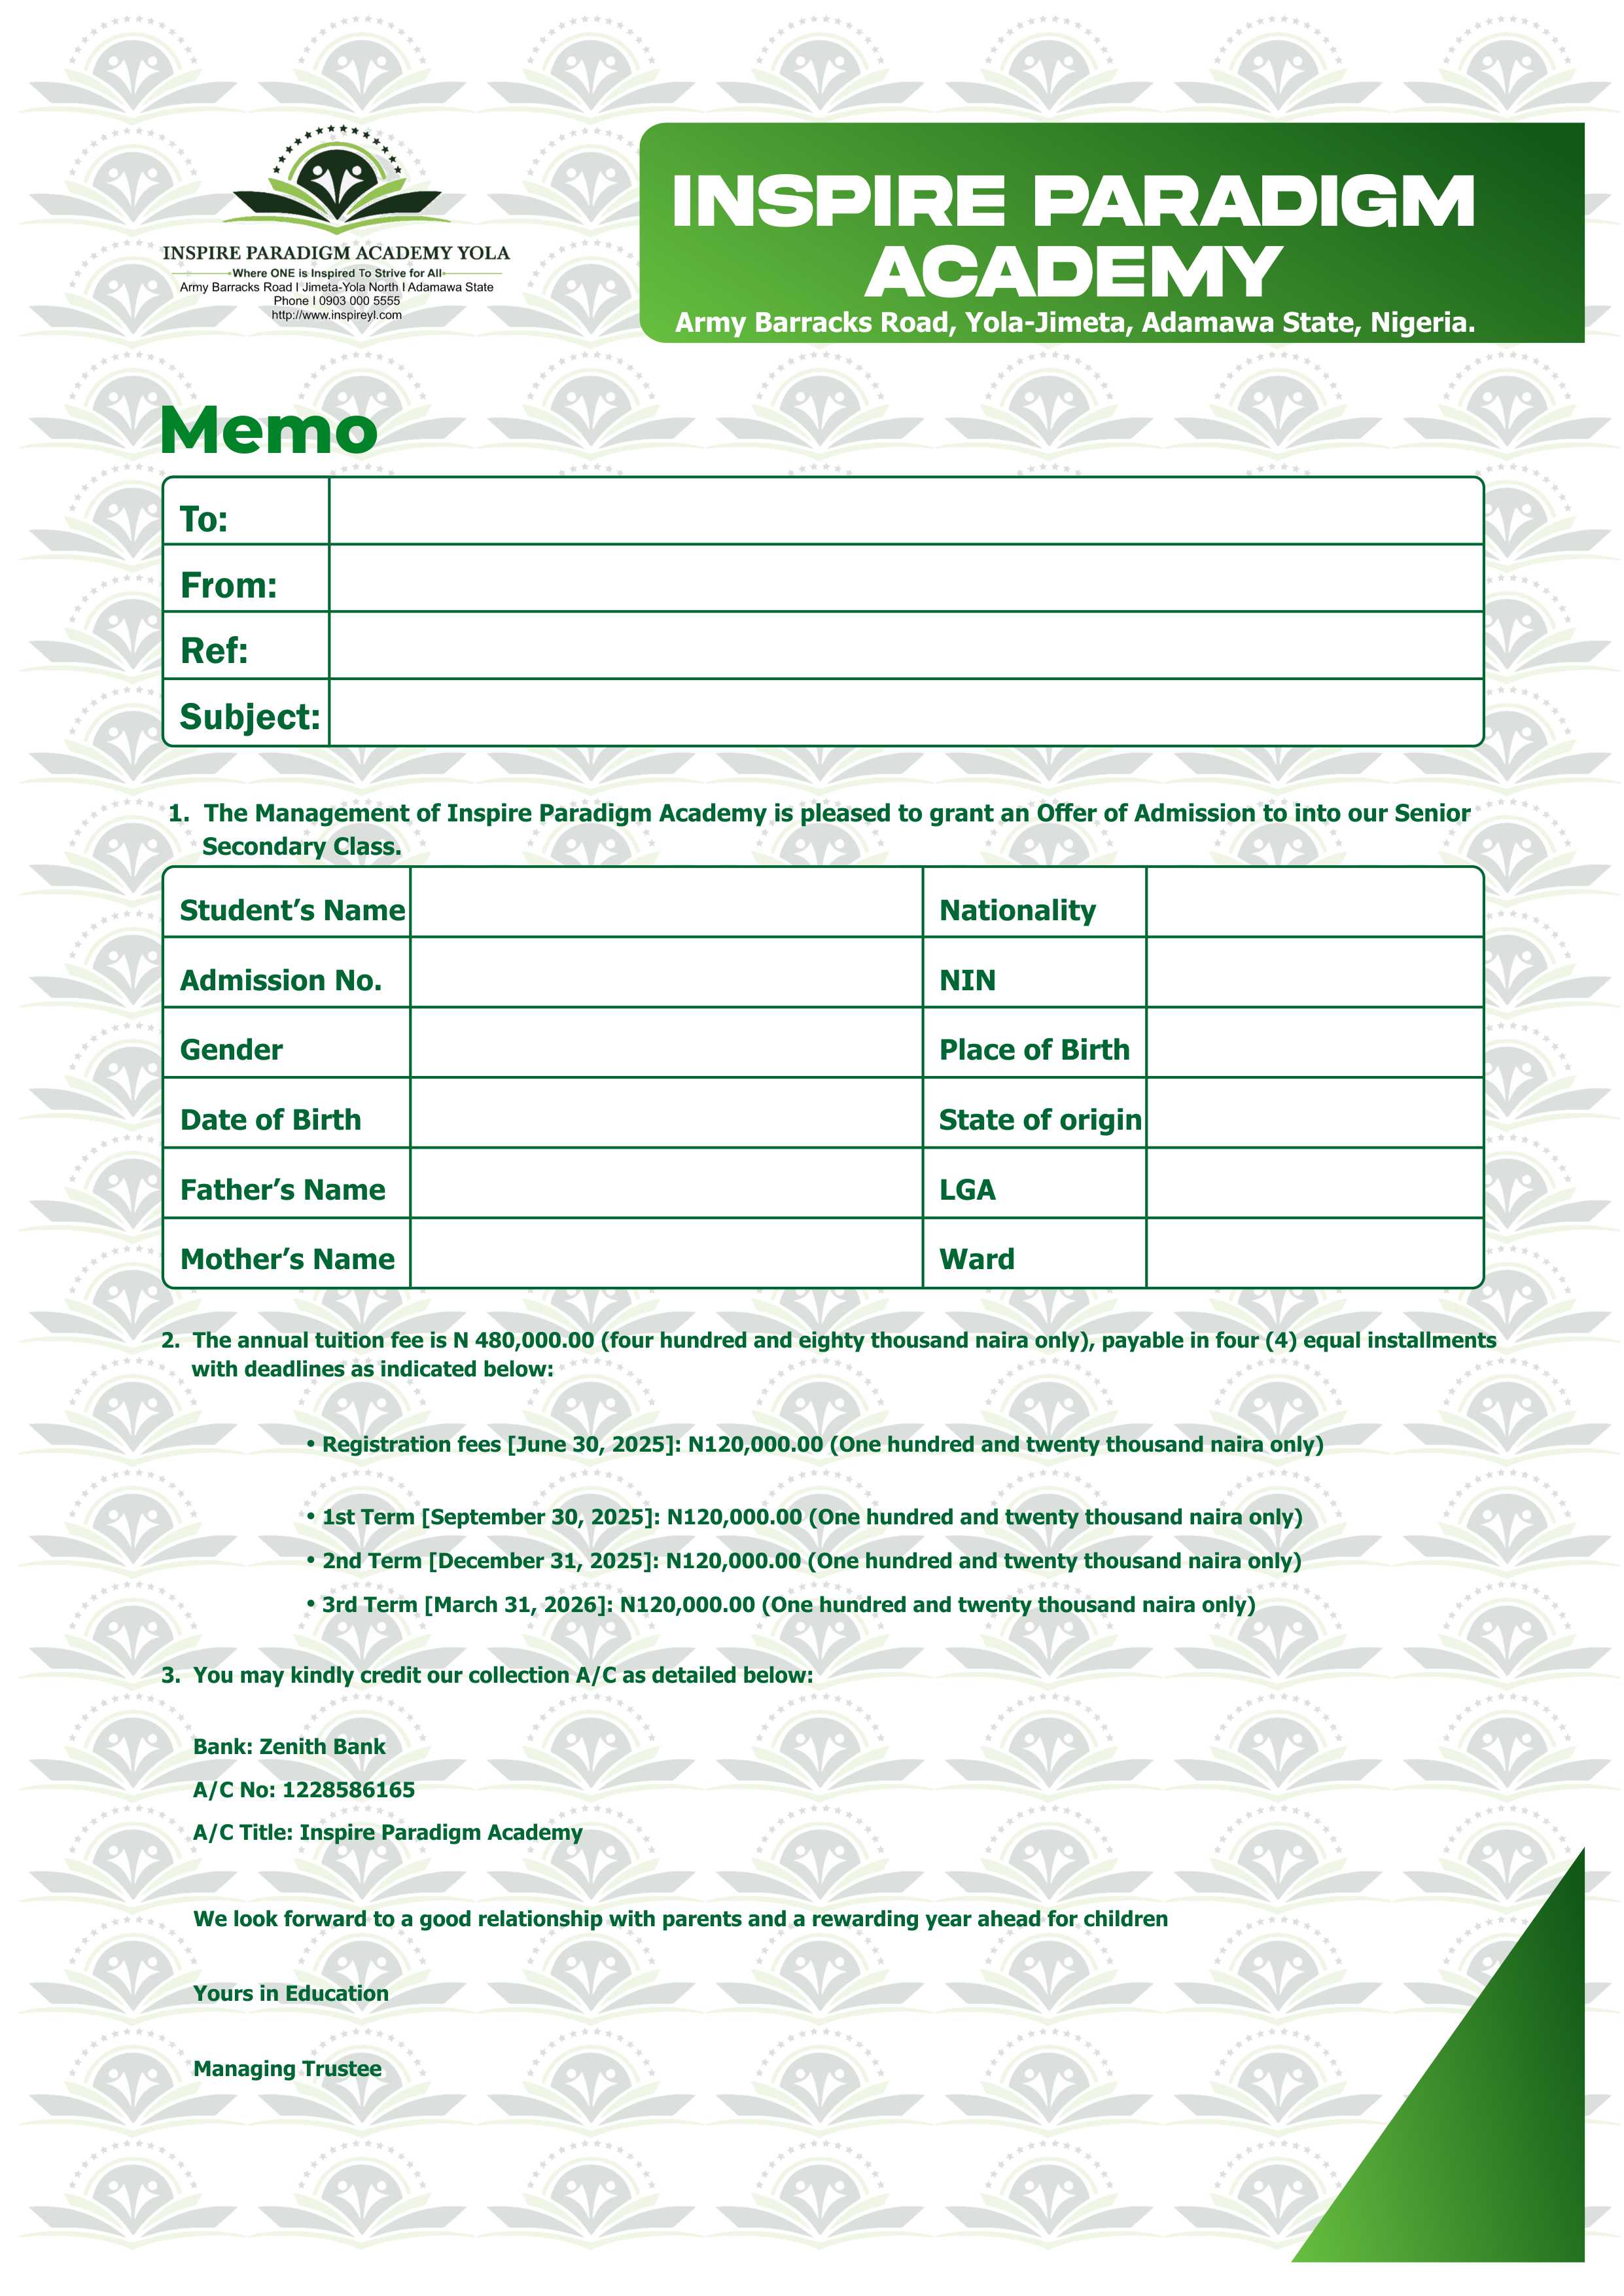 INSPIRE PARADIGM ACADEMY YOLA
Where ONE is Inspired To Strive for All
Army Barracks Road I Jimeta-Yola North I Adamawa State
Phone I 0903 000 5555
http://www.inspireyl.com
INSPIRE PARADIGM
ACADEMY
Army Barracks Road, Yola-Jimeta, Adamawa State, Nigeria.
Memo
To:
From:
Ref:
Subject:
1. The Management of Inspire Paradigm Academy is pleased to grant an Offer of Admission to into our Senior
Secondary Class.
Student’s Name Nationality
Admission No. NIN
Gender Place of Birth
Date of Birth State of origin
Father’s Name LGA
Mother’s Name Ward
2. The annual tuition fee is N 480,000.00 (four hundred and eighty thousand naira only), payable in four (4) equal installments
with deadlines as indicated below:
• Registration fees [June 30, 2025]: N120,000.00 (One hundred and twenty thousand naira only)
• 1st Term [September 30, 2025]: N120,000.00 (One hundred and twenty thousand naira only)
• 2nd Term [December 31, 2025]: N120,000.00 (One hundred and twenty thousand naira only)
• 3rd Term [March 31, 2026]: N120,000.00 (One hundred and twenty thousand naira only)
3. You may kindly credit our collection A/C as detailed below:
Bank: Zenith Bank
A/C No: 1228586165
A/C Title: Inspire Paradigm Academy
We look forward to a good relationship with parents and a rewarding year ahead for children
Yours in Education
Managing Trustee